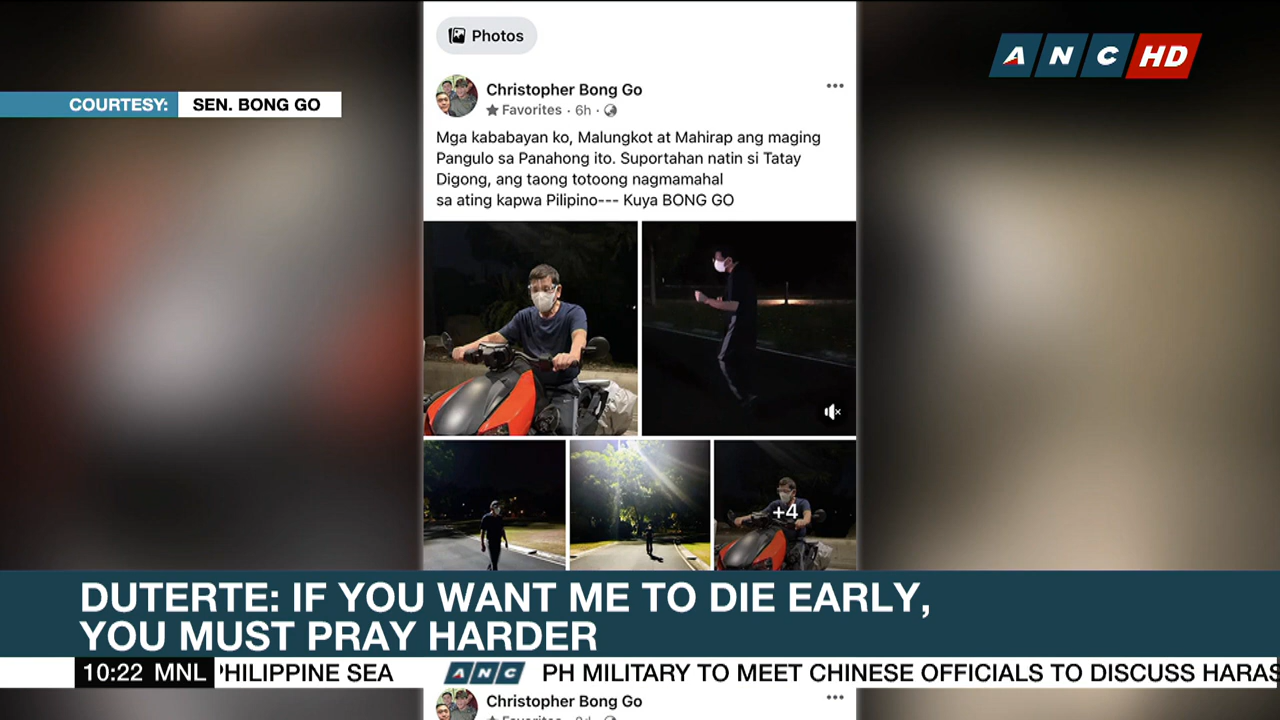 Photos
ANC HD
COURTESY: SEN. BONG GO
Christopher Bong Go
Favorites · 6h ·
Mga kababayan ko, Malungkot at Mahirap ang maging
Pangulo sa Panahong ito. Suportahan natin si Tatay
Digong, ang taong totoong nagmamahal
sa ating kapwa Pilipino--- Kuya BONG GO
+4
DUTERTE: IF YOU WANT ME TO DIE EARLY,
YOU MUST PRAY HARDER
10:22 MNL PHILIPPINE SEA ANC PH MILITARY TO MEET CHINESE OFFICIALS TO DISCUSS HARAS
Christopher Bong Go
Favorites